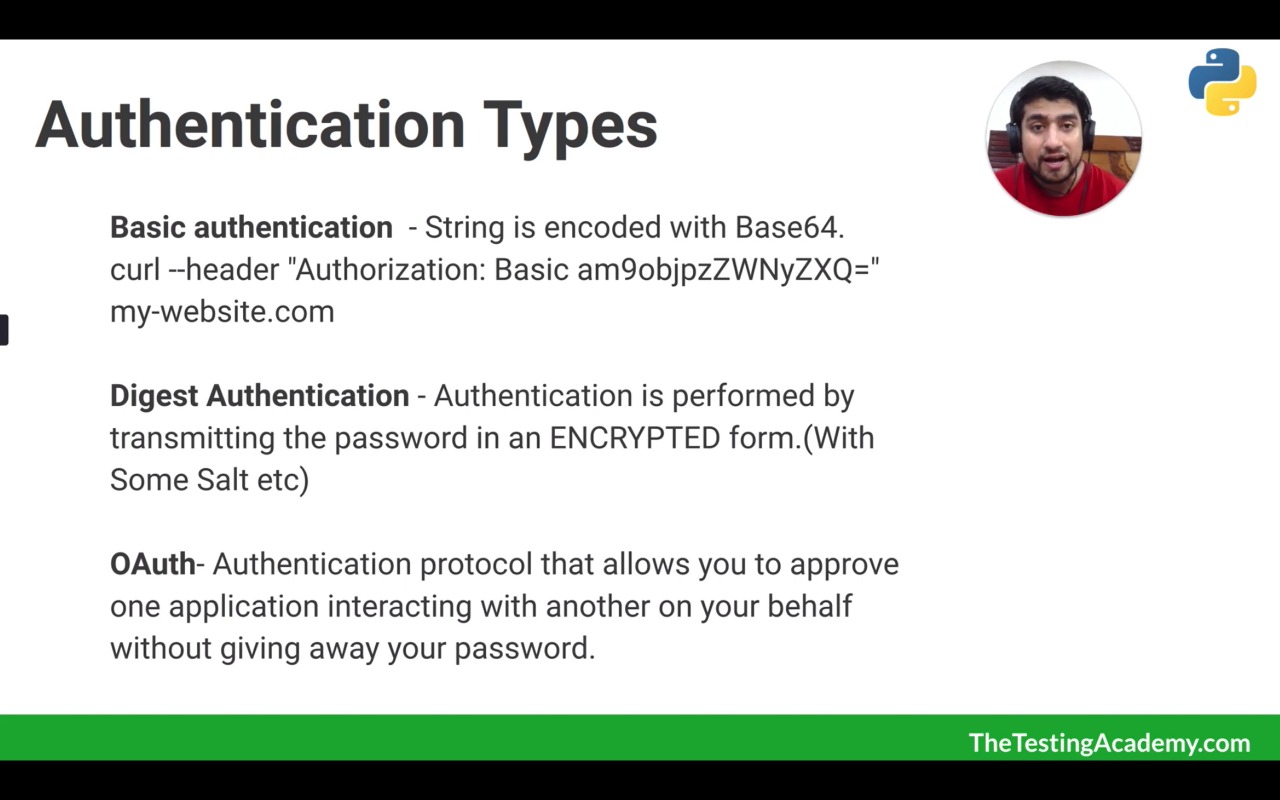 Authentication Types
Basic authentication - String is encoded with Base64.
curl --header "Authorization: Basic am9objpzZWNyZXQ="
my-website.com
Digest Authentication - Authentication is performed by
transmitting the password in an ENCRYPTED form.(With
Some Salt etc)
OAuth- Authentication protocol that allows you to approve
one application interacting with another on your behalf
without giving away your password.
TheTestingAcademy.com